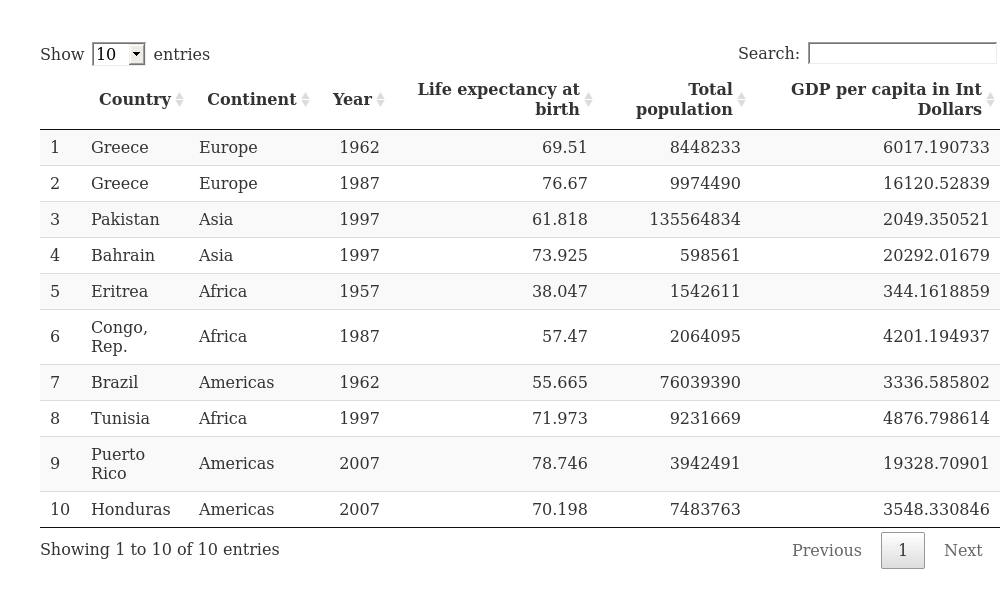 Show 10 entries Search:
Country Continent Year Life expectancy at birth Total population GDP per capita in Int Dollars
1 Greece Europe 1962 69.51 8448233 6017.190733
2 Greece Europe 1987 76.67 9974490 16120.52839
3 Pakistan Asia 1997 61.818 135564834 2049.350521
4 Bahrain Asia 1997 73.925 598561 20292.01679
5 Eritrea Africa 1957 38.047 1542611 344.1618859
6 Congo, Rep. Africa 1987 57.47 2064095 4201.194937
7 Brazil Americas 1962 55.665 76039390 3336.585802
8 Tunisia Africa 1997 71.973 9231669 4876.798614
9 Puerto Rico Americas 2007 78.746 3942491 19328.70901
10 Honduras Americas 2007 70.198 7483763 3548.330846
Showing 1 to 10 of 10 entries Previous 1 Next